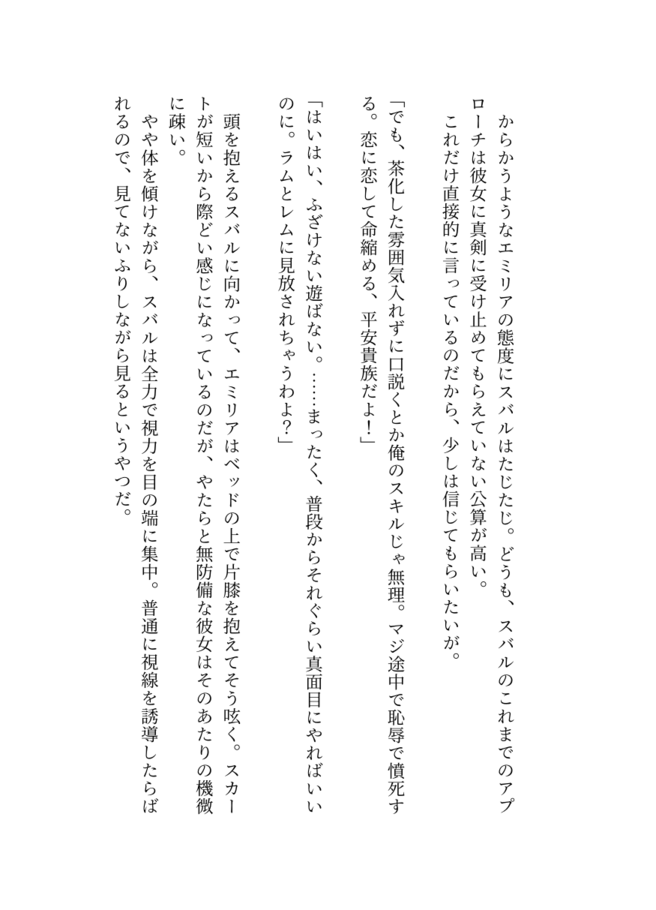 からかうようなエミリアの態度にスバルはたじたじ。どうも、スバルのこれまでのアプ
ローチは彼女に真剣に受け止めてもらえていない公算が高い。
これだけ直接的に言っているのだから、少しは信じてもらいたいが。
「でも、茶化した雰囲気入れずに口説くとか俺のスキルじゃ無理。マジ途中で恥辱で憤死す
る。恋に恋して命縮める、平安貴族だよ！」
「はいはい、ふざけない遊ばない。……まったく、普段からそれぐらい真面目にやればいい
のに。ラムとレムに見放されちゃうわよ？」
頭を抱えるスバルに向かって、エミリアはベッドの上で片膝を抱えてそう呟く。スカー
トが短いから際どい感じになっているのだが、やたらと無防備な彼女はそのあたりの機微
に疎い。
やや体を傾けながら、スバルは全力で視力を目の端に集中。普通に視線を誘導したらば
れるので、見てないふりしながら見るというやつだ。